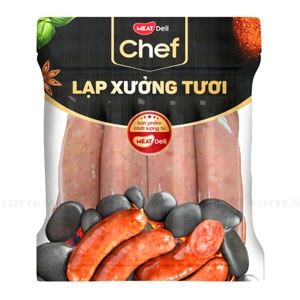 MEAT Deli
Chef
LẠP XƯỞNG TƯƠI
Sản phẩm
chất lượng từ
MEAT Deli
LOTTE